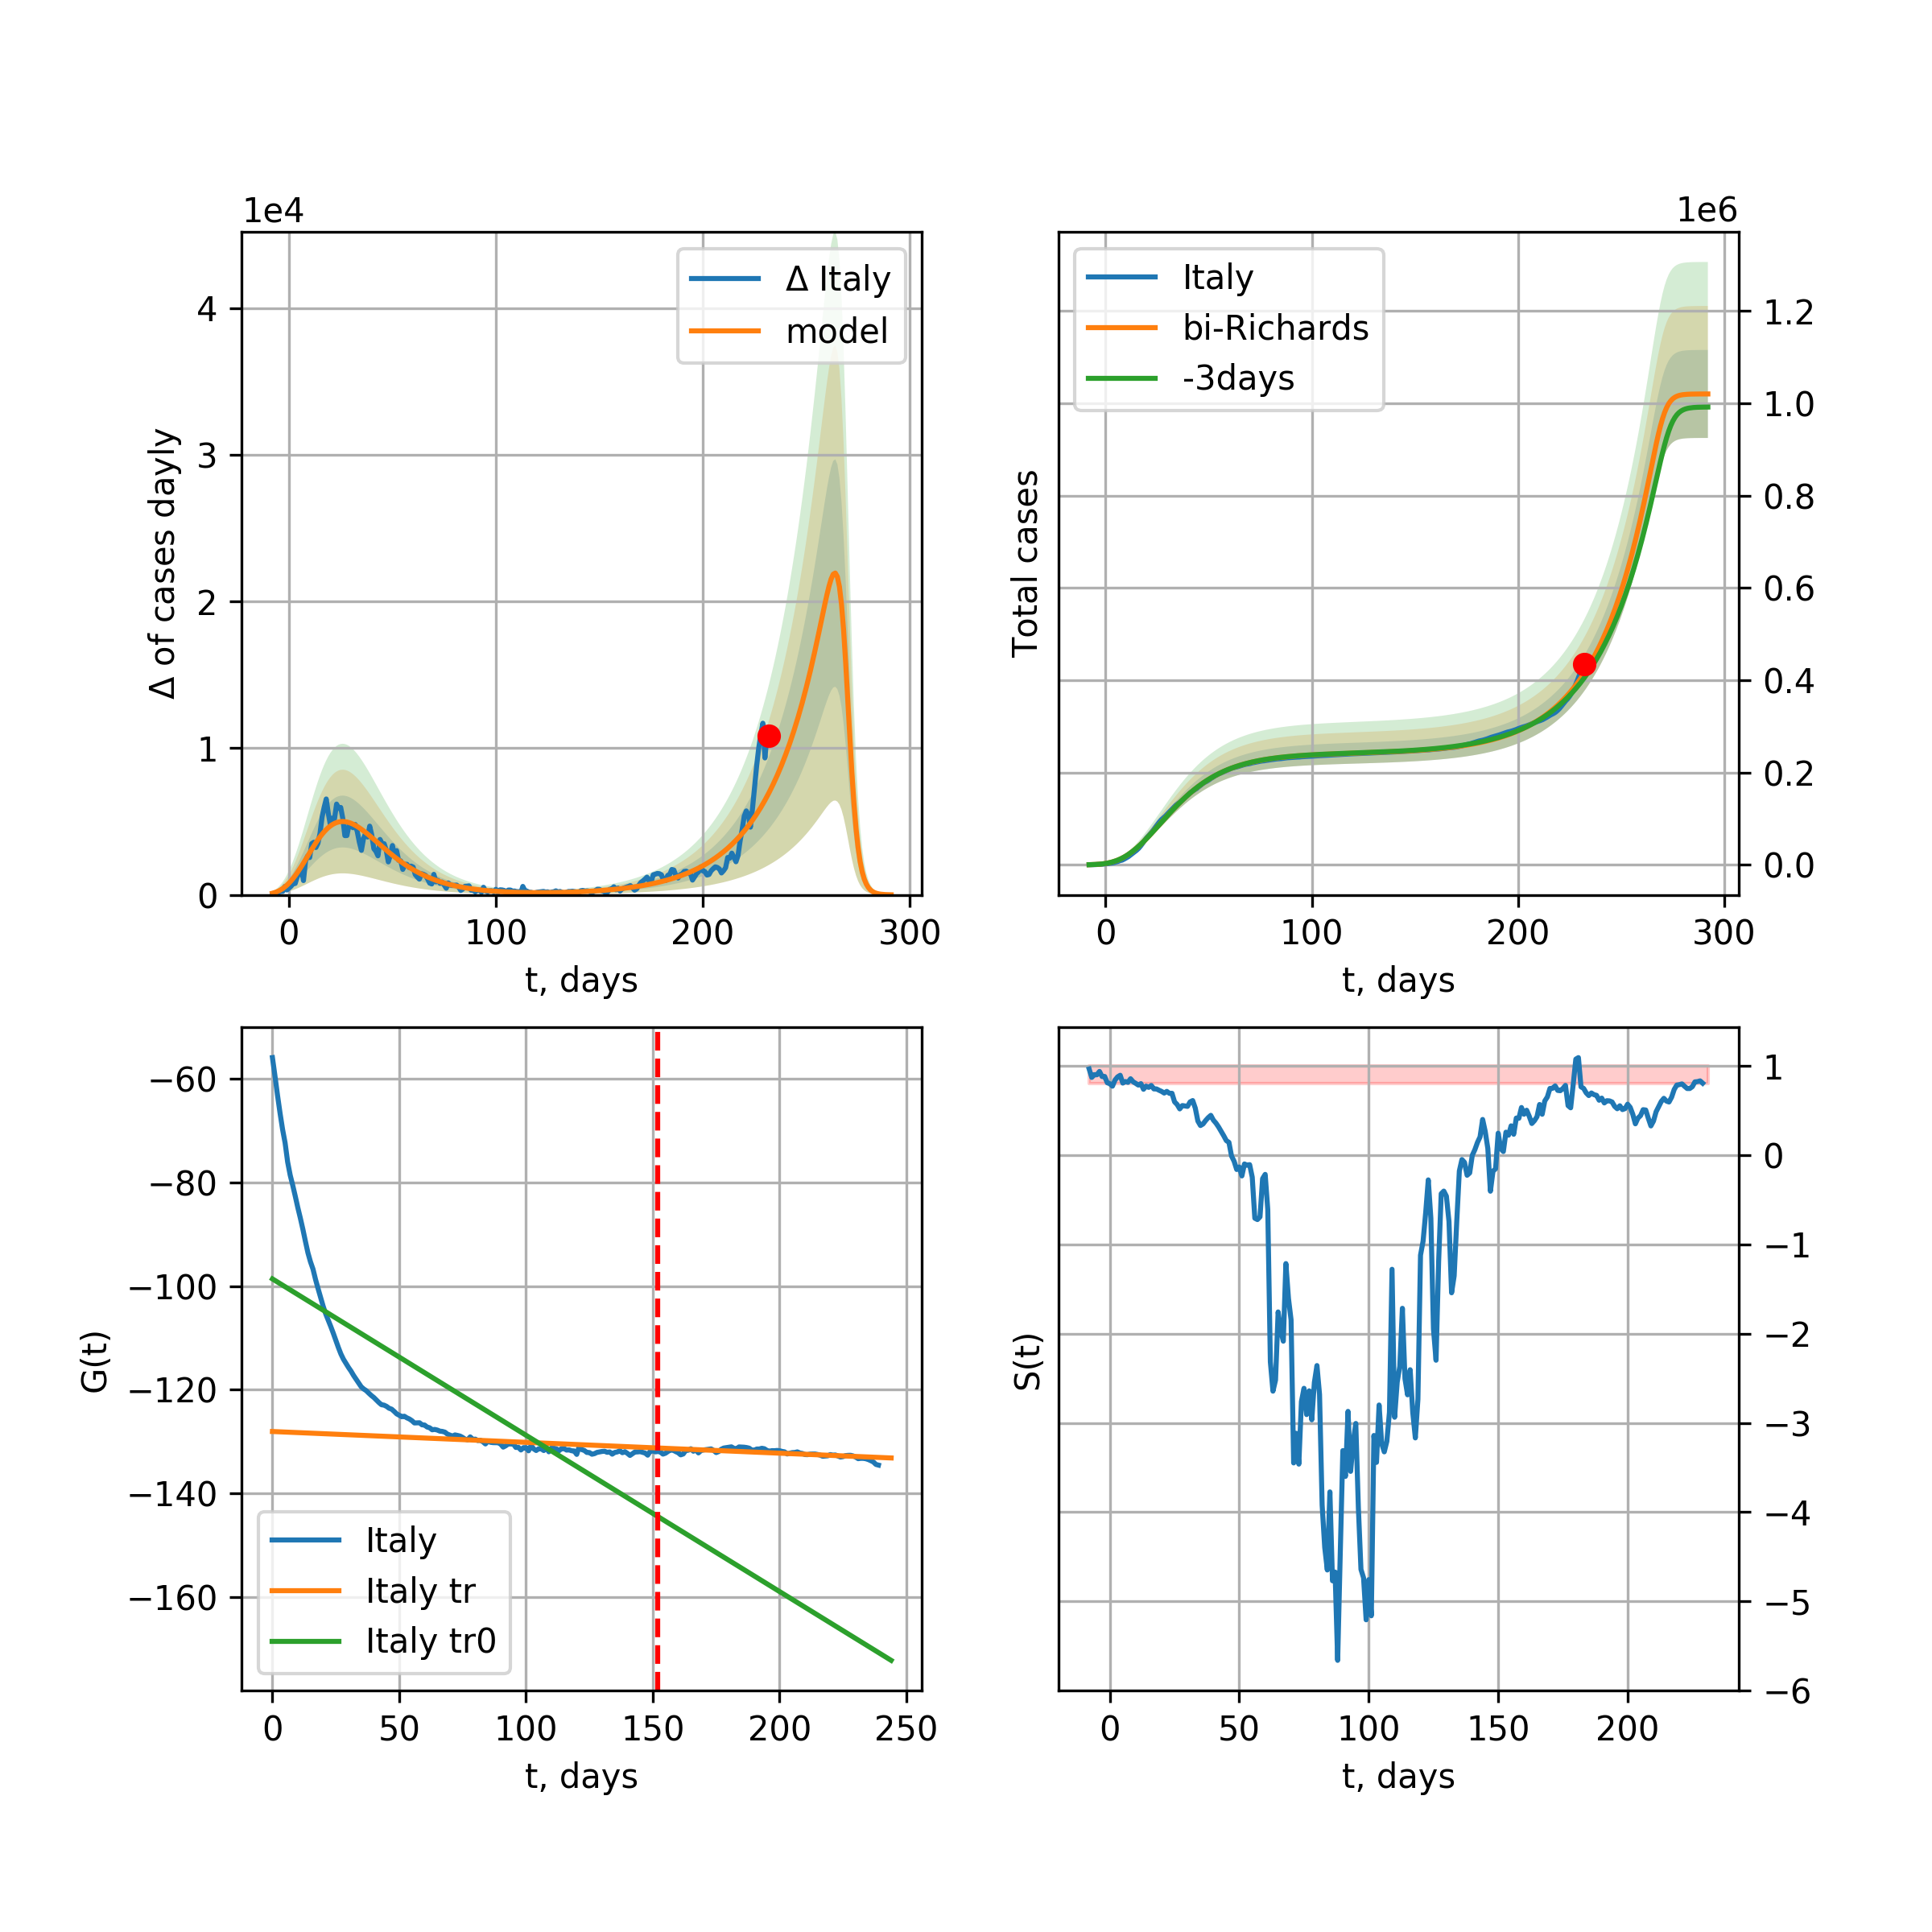 1e4
Δ Italy
model
4
3
2
1
0
Δ of cases dayly
0 100 200 300
t, days
1e6
Italy
bi-Richards
-3days
1.2
1.0
0.8
0.6
0.4
0.2
0.0
Total cases
0 100 200 300
t, days
−60
−80
−100
−120
−140
−160
G(t)
Italy
Italy tr
Italy tr0
0 50 100 150 200 250
t, days
1
0
−1
−2
−3
−4
−5
−6
S(t)
0 50 100 150 200
t, days